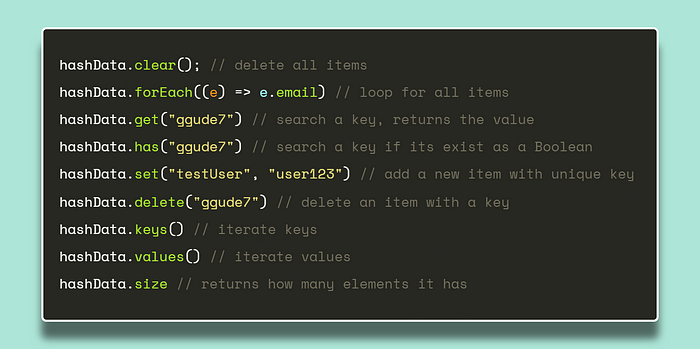 hashData.clear(); // delete all items
hashData.forEach((e) => e.email) // loop for all items
hashData.get("ggude7") // search a key, returns the value
hashData.has("ggude7") // search a key if its exist as a Boolean
hashData.set("testUser", "user123") // add a new item with unique key
hashData.delete("ggude7") // delete an item with a key
hashData.keys() // iterate keys
hashData.values() // iterate values
hashData.size // returns how many elements it has